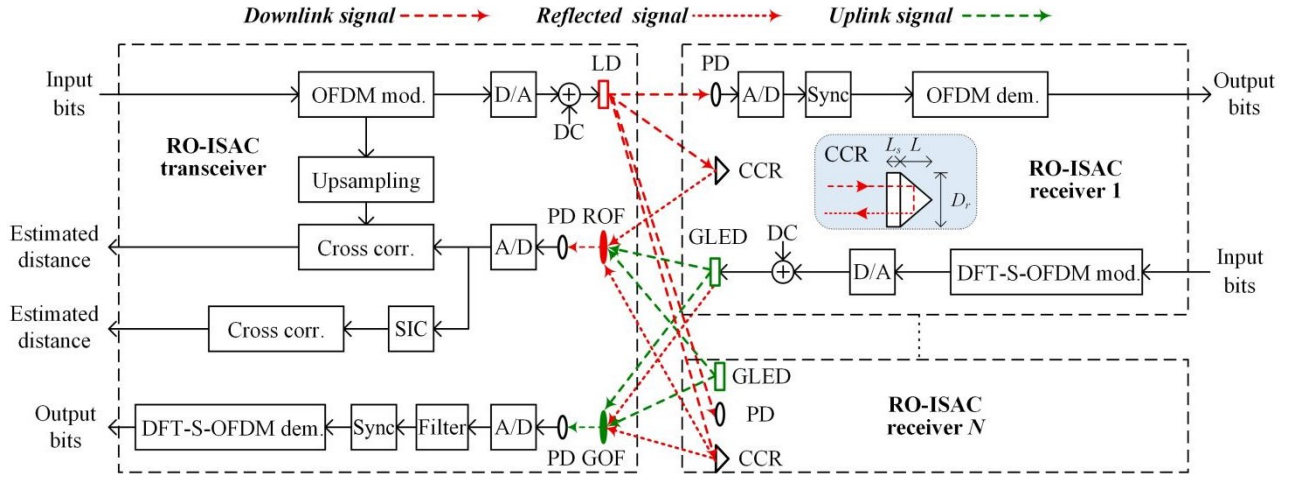 Downlink signal
Reflected signal
Uplink signal
Input
bits
OFDM mod.
D/A
DC
LD
PD
A/D
Sync
OFDM dem.
Output
bits
RO-ISAC
transceiver
Upsampling
CCR
CCR
L_s
L
D_r
RO-ISAC
receiver 1
Estimated
distance
Cross corr.
A/D
PD ROF
GLED
DC
D/A
DFT-S-OFDM mod.
Input
bits
Estimated
distance
Cross corr.
SIC
GLED
PD
CCR
RO-ISAC
receiver N
Output
bits
DFT-S-OFDM dem.
Sync
Filter
A/D
PD GOF